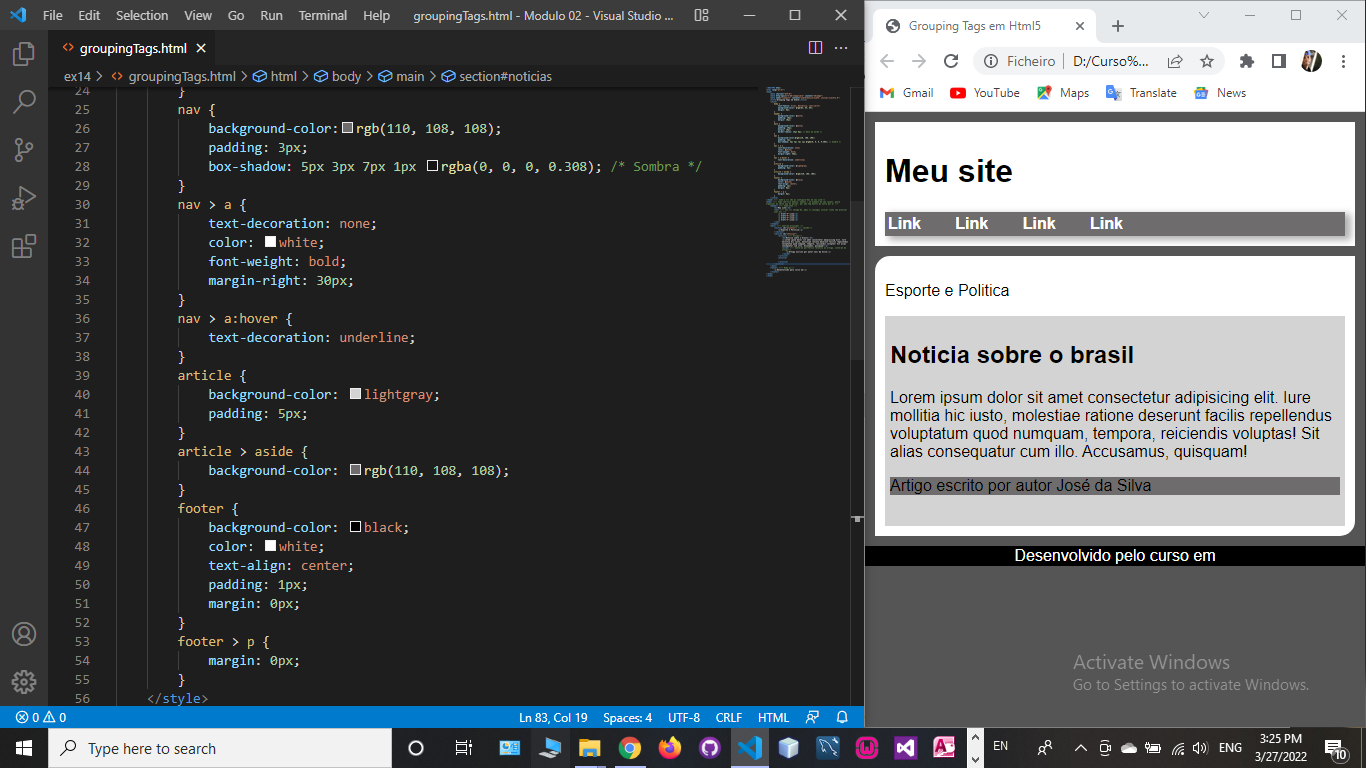 File Edit Selection View Go Run Terminal Help groupingTags.html - Modulo 02 - Visual Studio ...
groupingTags.html
ex14 > groupingTags.html > html > body > main > section#noticias
24 }
25 nav {
26 background-color: rgb(110, 108, 108);
27 padding: 3px;
28 box-shadow: 5px 3px 7px 1px rgba(0, 0, 0, 0.308); /* Sombra */
29 }
30 nav > a {
31 text-decoration: none;
32 color: white;
33 font-weight: bold;
34 margin-right: 30px;
35 }
36 nav > a:hover {
37 text-decoration: underline;
38 }
39 article {
40 background-color: lightgray;
41 padding: 5px;
42 }
43 article > aside {
44 background-color: rgb(110, 108, 108);
45 }
46 footer {
47 background-color: black;
48 color: white;
49 text-align: center;
50 padding: 1px;
51 margin: 0px;
52 }
53 footer > p {
54 margin: 0px;
55 }
56 </style>
0 0 Ln 83, Col 19 Spaces: 4 UTF-8 CRLF HTML
Grouping Tags em Html5
Ficheiro D:/Curso%...
Gmail YouTube Maps Translate News
Meu site
Link Link Link Link
Esporte e Politica
Noticia sobre o brasil
Lorem ipsum dolor sit amet consectetur adipisicing elit. Iure
mollitia hic iusto, molestiae ratione deserunt facilis repellendus
voluptatum quod numquam, tempora, reiciendis voluptas! Sit
alias consequatur cum illo. Accusamus, quisquam!
Artigo escrito por autor José da Silva
Desenvolvido pelo curso em
Activate Windows
Go to Settings to activate Windows.
Type here to search
EN
ENG
3:25 PM
3/27/2022
10